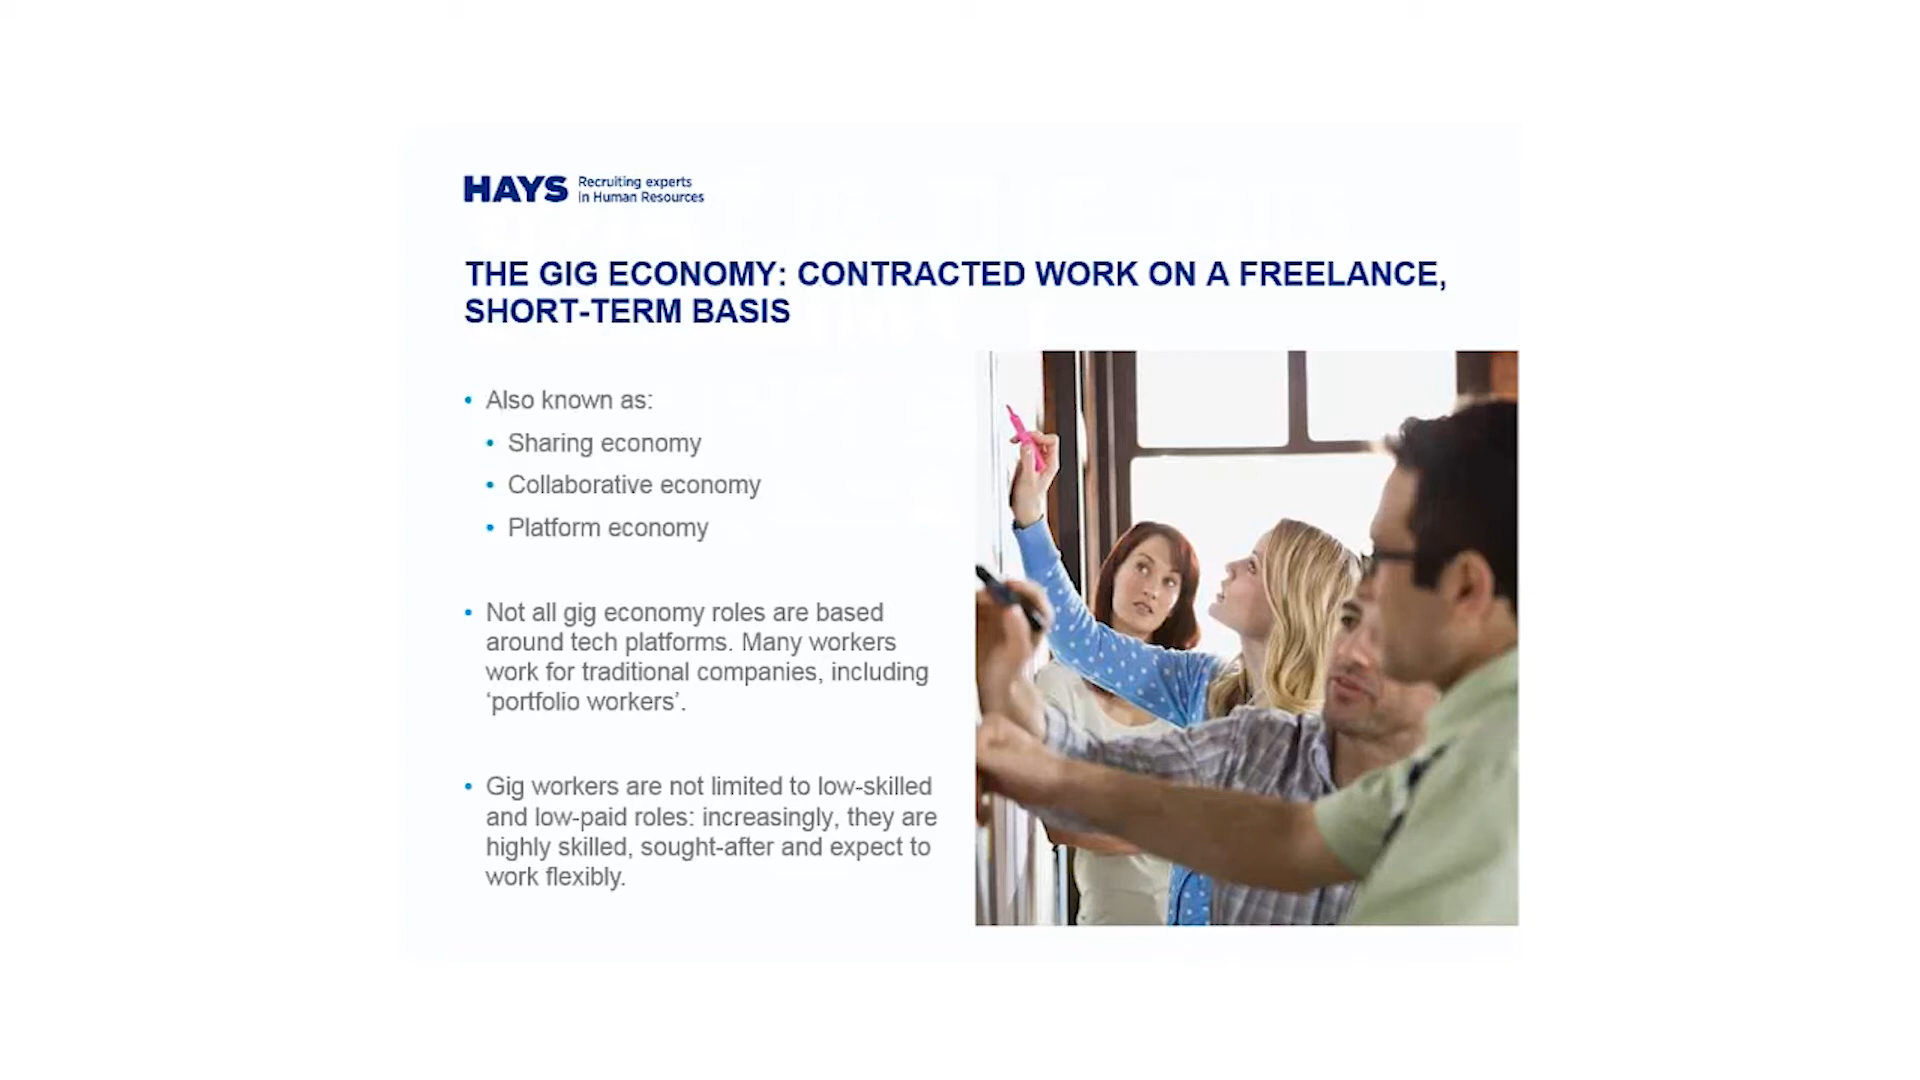 HAYS Recruiting experts
in Human Resources
THE GIG ECONOMY: CONTRACTED WORK ON A FREELANCE,
SHORT-TERM BASIS
• Also known as:
• Sharing economy
• Collaborative economy
• Platform economy
• Not all gig economy roles are based
around tech platforms. Many workers
work for traditional companies, including
‘portfolio workers’.
• Gig workers are not limited to low-skilled
and low-paid roles: increasingly, they are
highly skilled, sought-after and expect to
work flexibly.